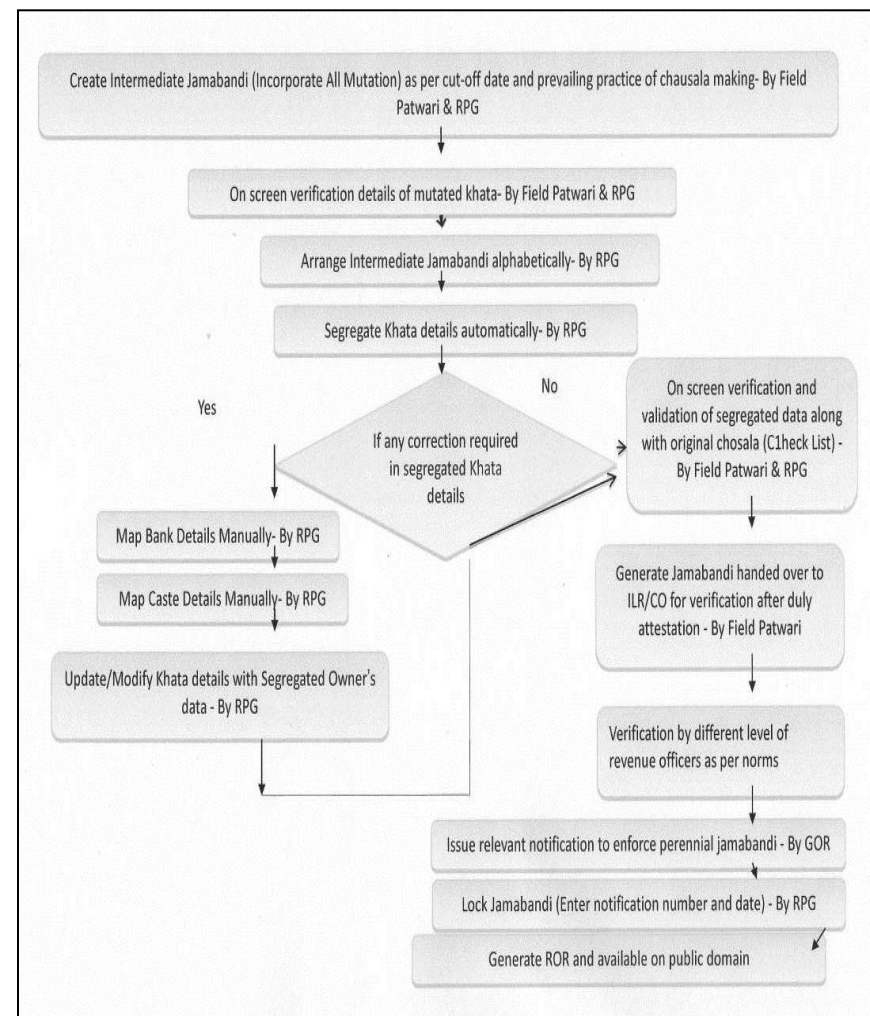 Create Intermediate Jamabandi (Incorporate All Mutation) as per cut-off date and prevailing practice of chausala making- By Field
Patwari & RPG
On screen verification details of mutated khata- By Field Patwari & RPG
Arrange Intermediate Jamabandi alphabetically- By RPG
Segregate Khata details automatically- By RPG
If any correction required
in segregated Khata
details
Yes
No
Map Bank Details Manually- By RPG
Map Caste Details Manually- By RPG
Update/Modify Khata details with Segregated Owner's
data - By RPG
On screen verification and
validation of segregated data along
with original chosala (C1heck List) -
By Field Patwari & RPG
Generate Jamabandi handed over to
ILR/CO for verification after duly
attestation - By Field Patwari
Verification by different level of
revenue officers as per norms
Issue relevant notification to enforce perennial jamabandi - By GOR
Lock Jamabandi (Enter notification number and date) - By RPG
Generate ROR and available on public domain